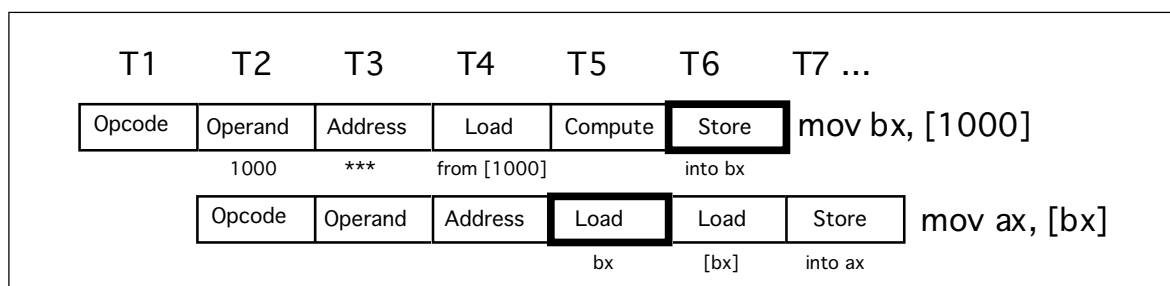 T1 T2 T3 T4 T5 T6 T7 ...
Opcode Operand Address Load Compute Store mov bx, [1000]
1000 *** from [1000] into bx
Opcode Operand Address Load Load Store mov ax, [bx]
bx [bx] into ax